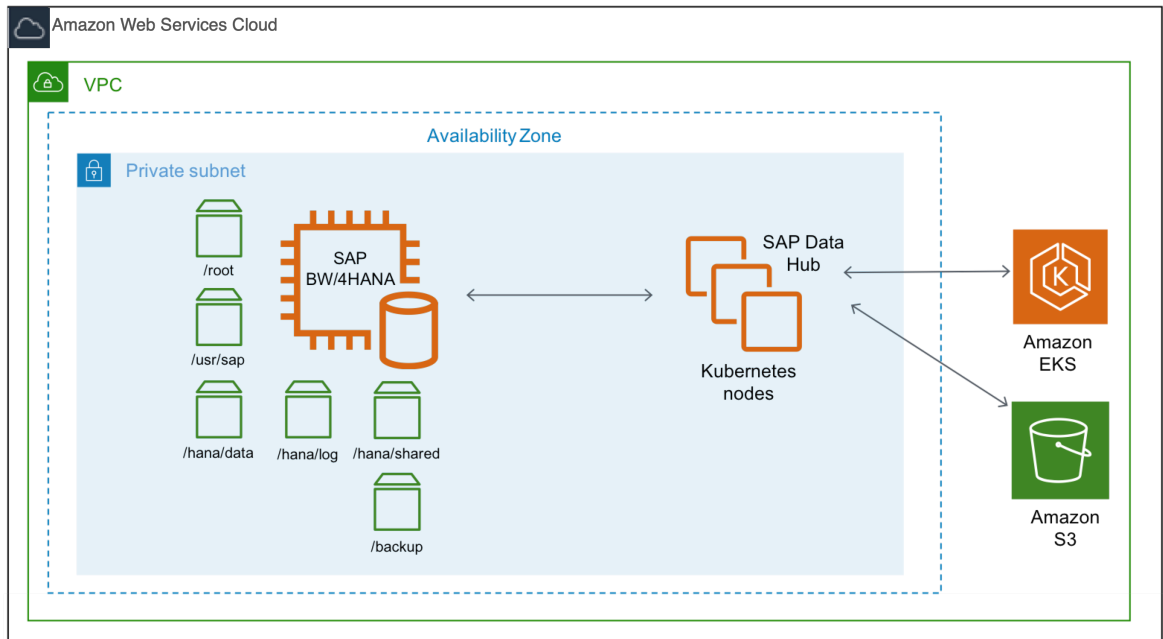 Amazon Web Services Cloud
VPC
Availability Zone
Private subnet
/root
SAP
BW/4HANA
/usr/sap
/hana/data
/hana/log
/hana/shared
/backup
SAP Data
Hub
Kubernetes
nodes
K
Amazon
EKS
Amazon
S3